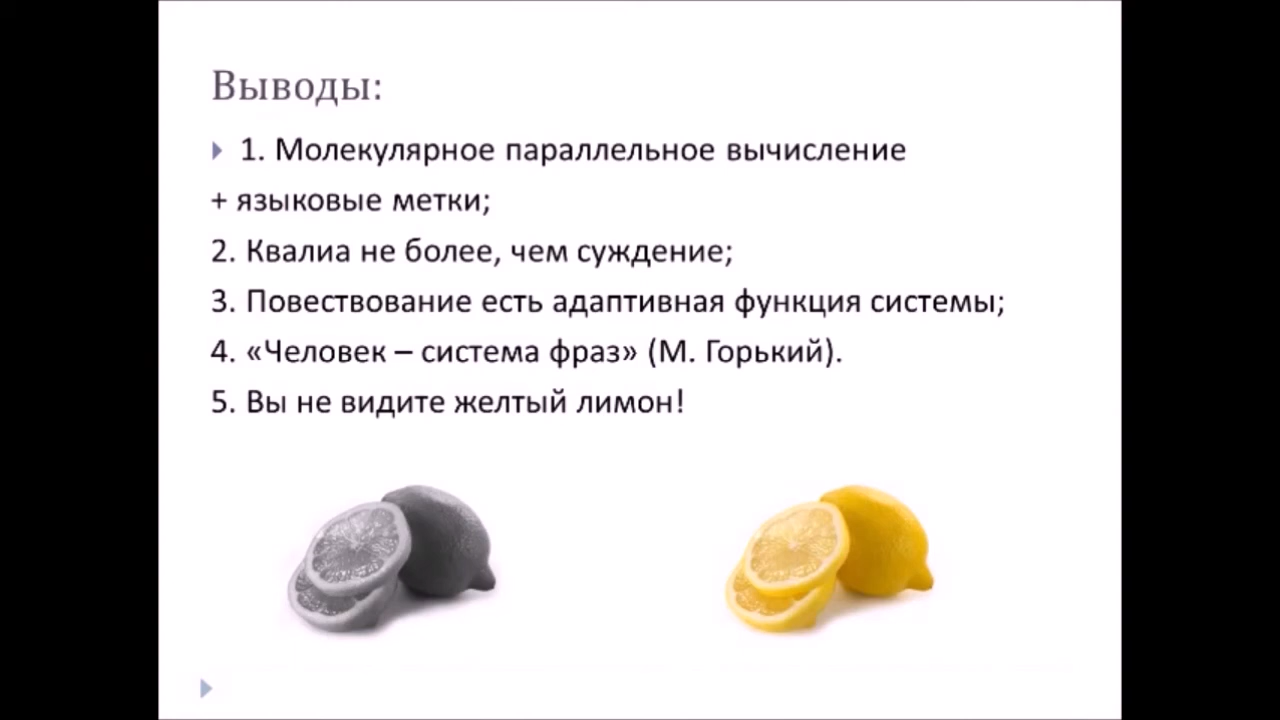 Выводы:
1. Молекулярное параллельное вычисление
+ языковые метки;
2. Квалиа не более, чем суждение;
3. Повествование есть адаптивная функция системы;
4. «Человек – система фраз» (М. Горький).
5. Вы не видите желтый лимон!